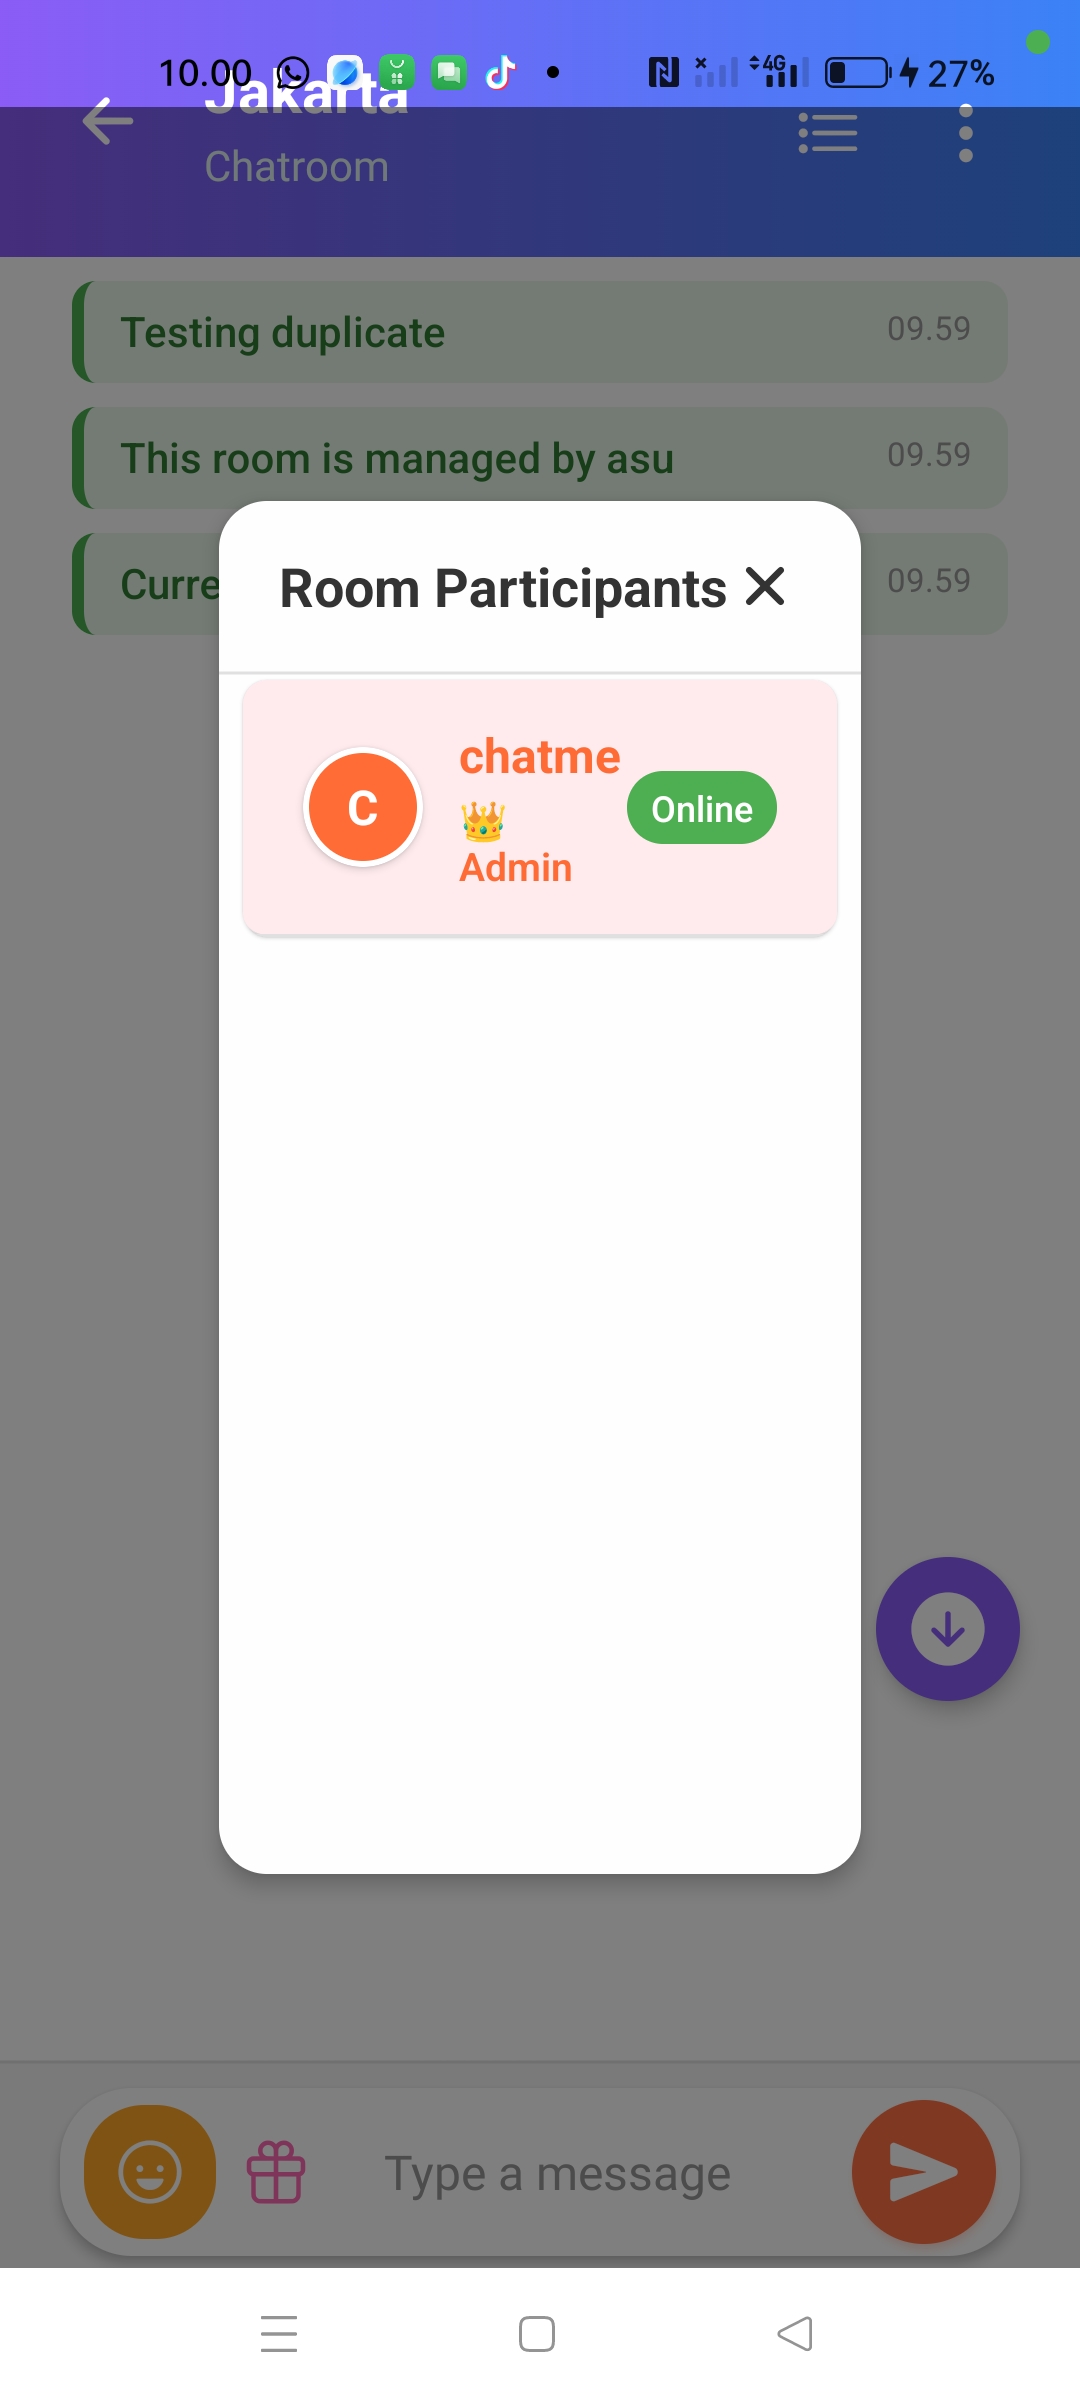 10.00
4G
27%
Jakarta
Chatroom
Testing duplicate
09.59
This room is managed by asu
09.59
Curre
09.59
Room Participants
C
chatme
👑
Admin
Online
Type a message